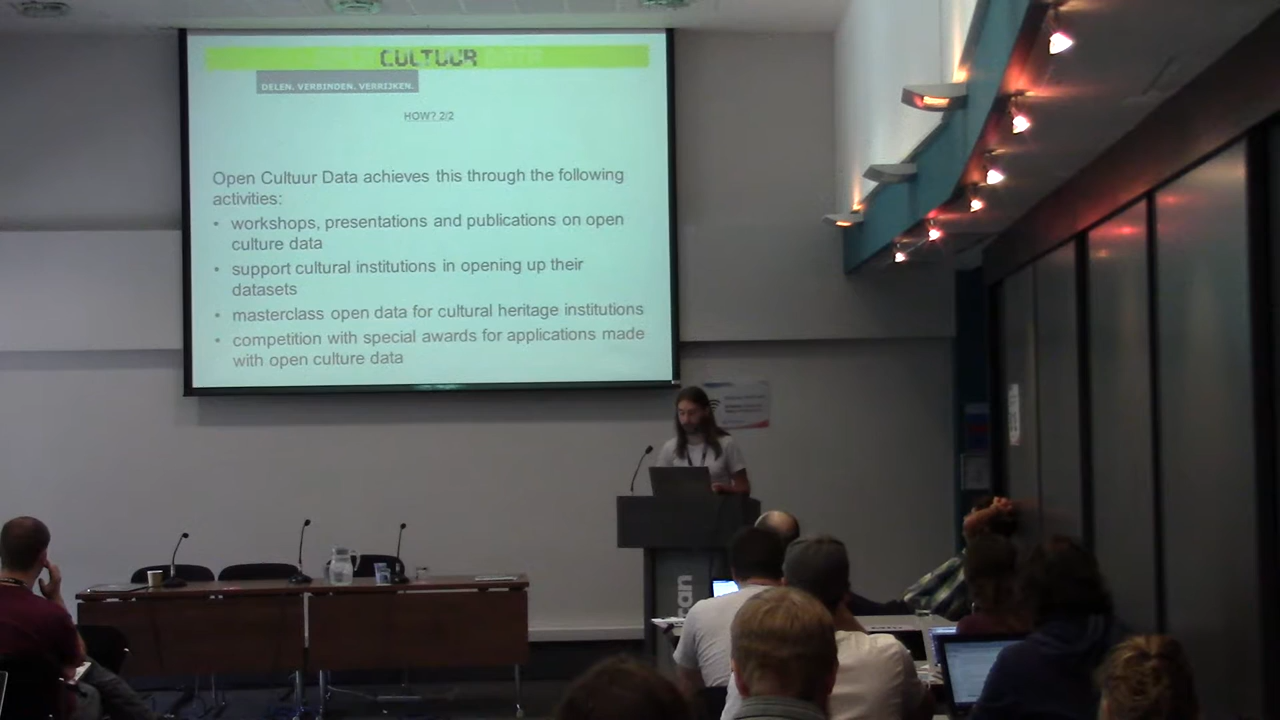 CULTUUR
DELEN. VERBINDEN. VERRIJKEN.
HOW? 2/2
Open Cultuur Data achieves this through the following
activities:
• workshops, presentations and publications on open
culture data
• support cultural institutions in opening up their
datasets
• masterclass open data for cultural heritage institutions
• competition with special awards for applications made
with open culture data